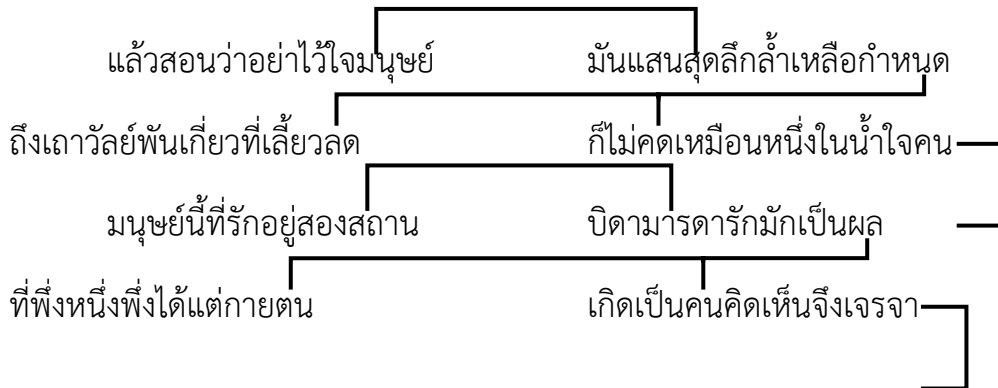 แล้วสอนว่าอย่าไว้ใจมนุษย์ มันแสนสุดลึกล้ำเหลือกำหนด
ถึงเถาวัลย์พันเกี่ยวที่เลี้ยวลด ก็ไม่คดเหมือนหนึ่งในน้ำใจคน
มนุษย์นี้ที่รักอยู่สองสถาน บิดามารดารักมักเป็นผล
ที่พึ่งหนึ่งพึ่งได้แต่กายตน เกิดเป็นคนคิดเห็นจึงเจรจา